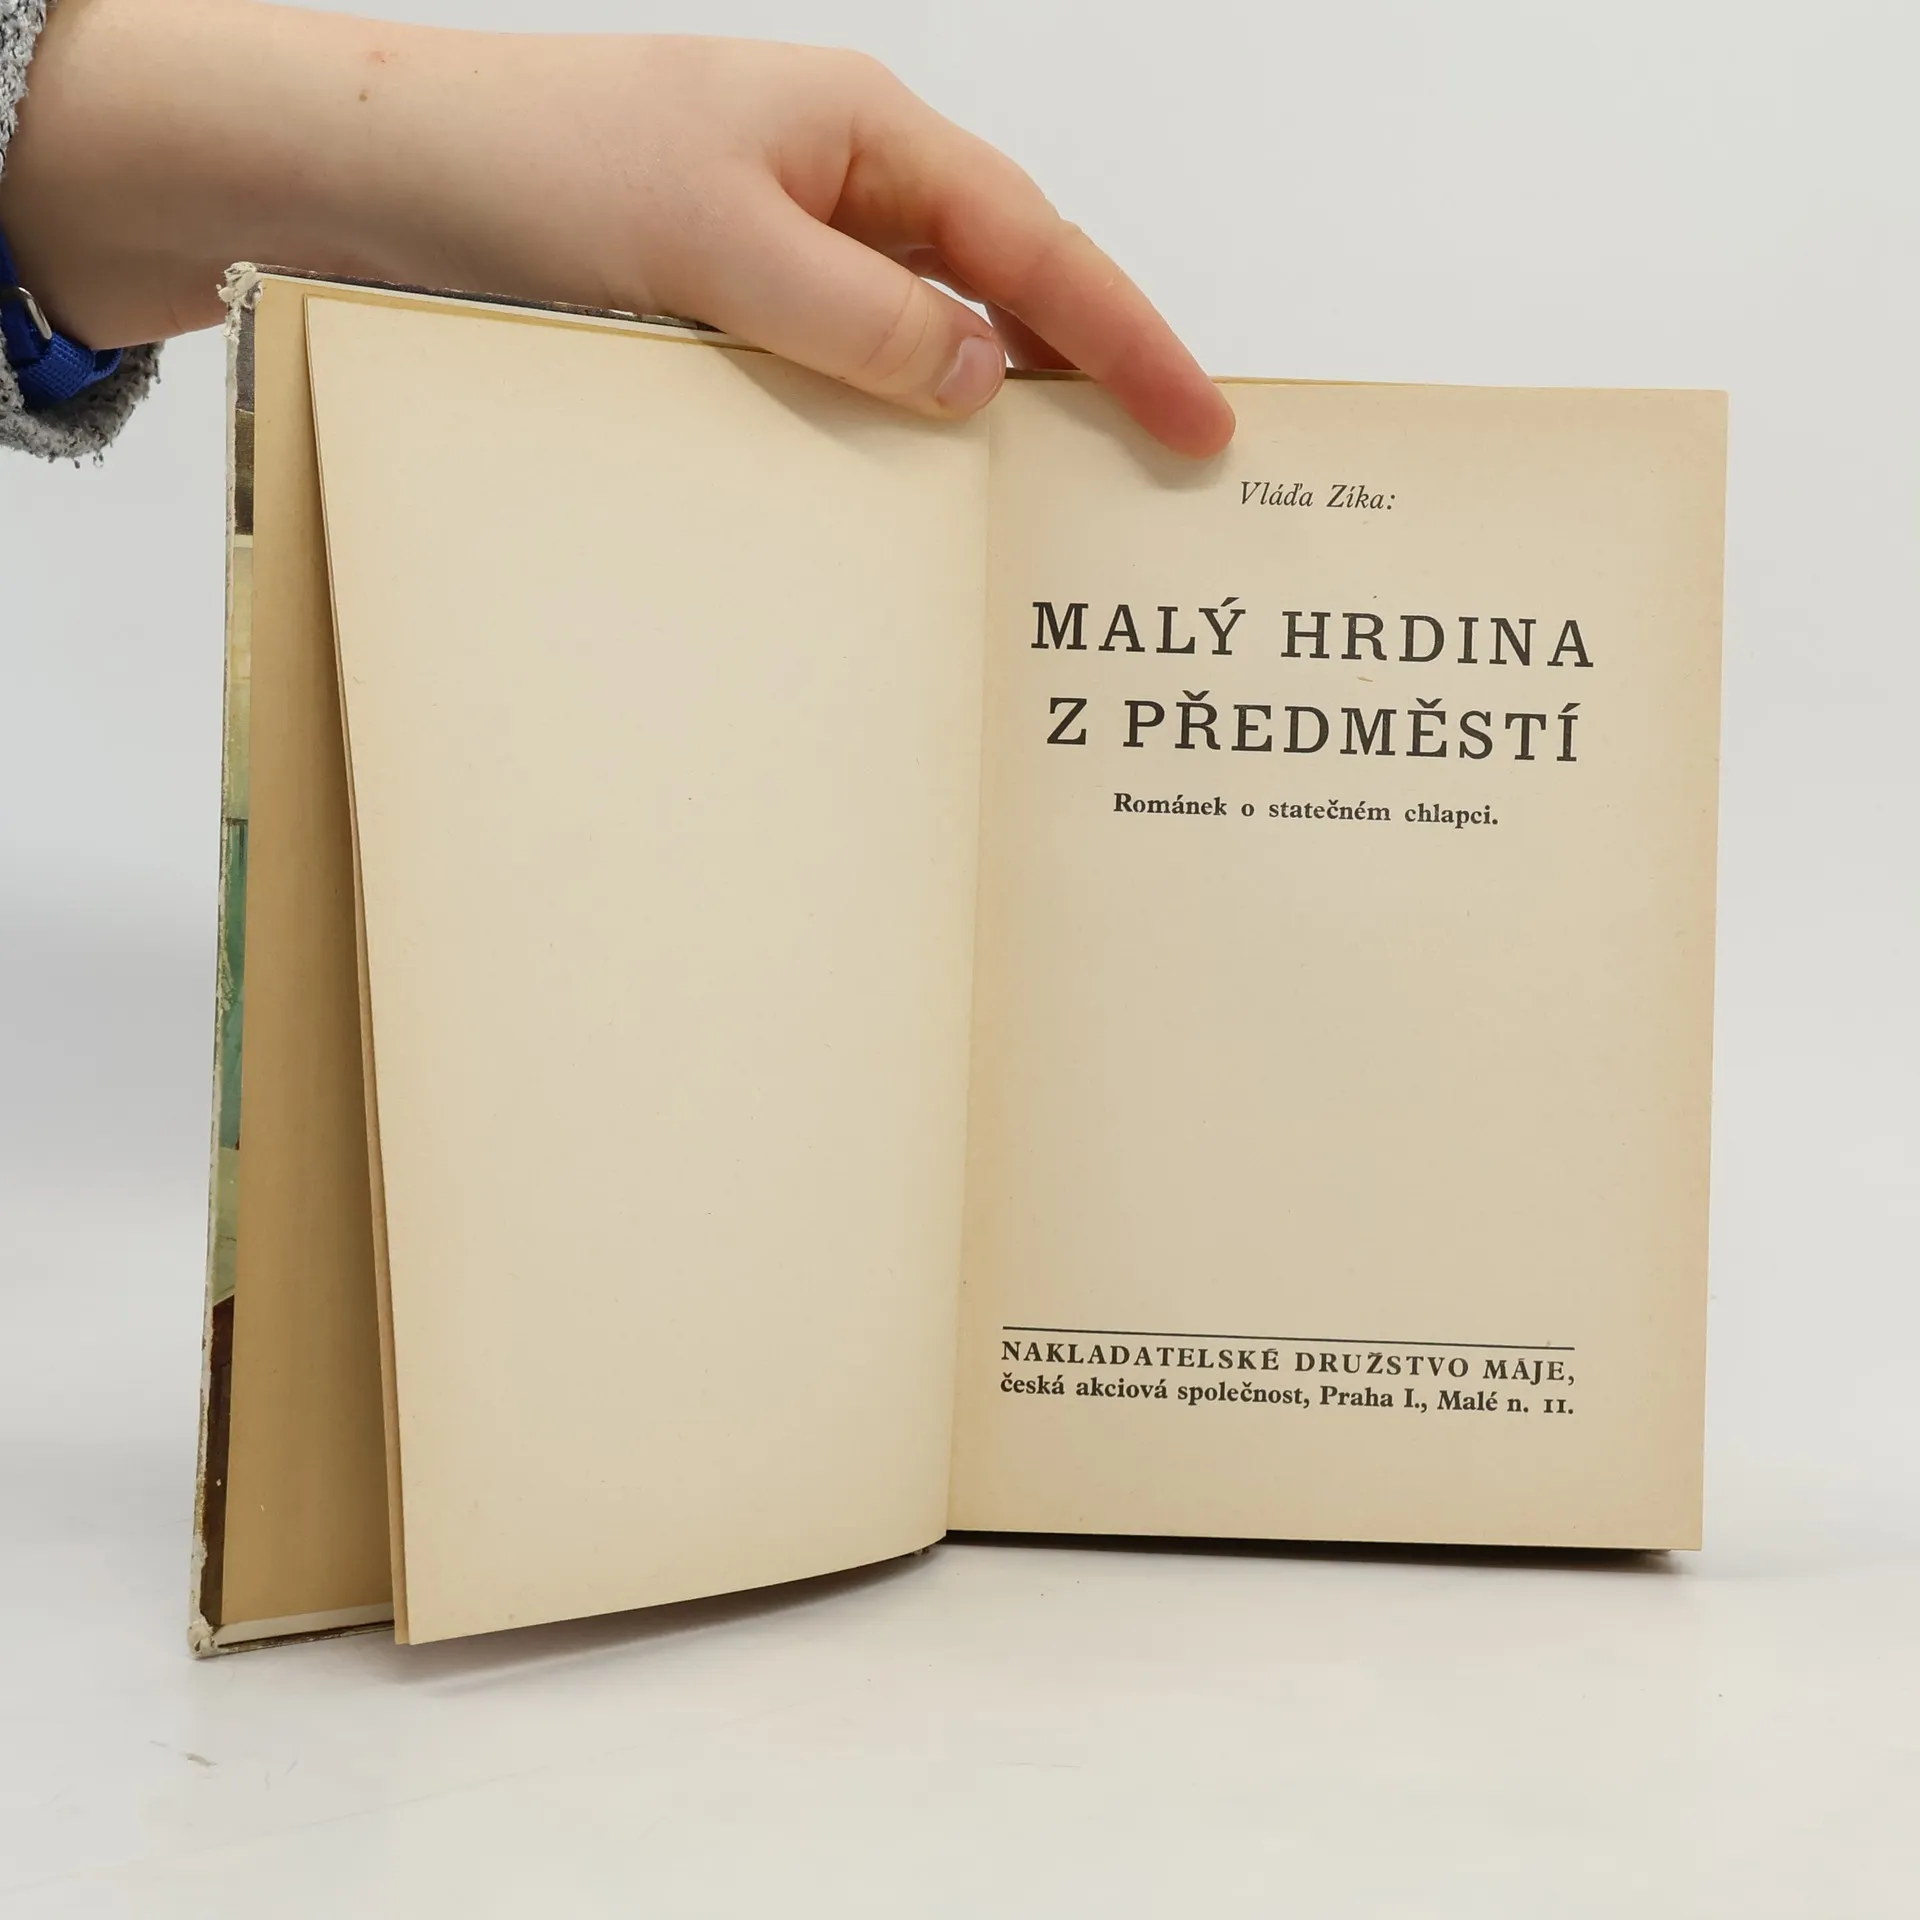 Vláďa Zíka:
MALÝ HRDINA
Z PŘEDMĚSTÍ
Románek o statečném chlapci.
NAKLADATELSKÉ DRUŽSTVO MÁJE,
česká akciová společnost, Praha I., Malé n. 11.